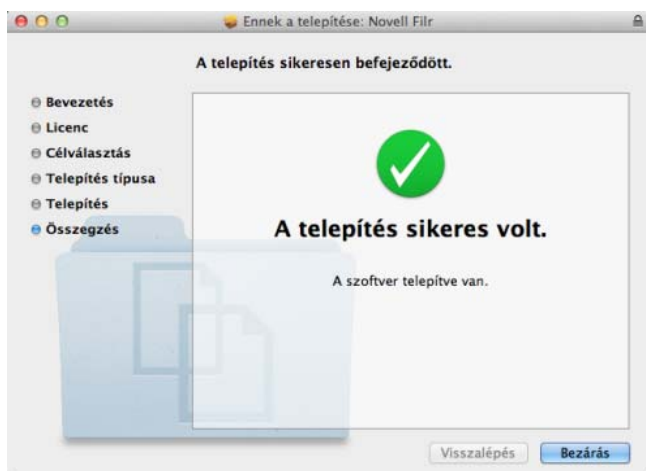 Ennek a telepítése: Novell Filr
A telepítés sikeresen befejeződött.
Bevezetés
Licenc
Célválasztás
Telepítés típusa
Telepítés
Összegzés
A telepítés sikeres volt.
A szoftver telepítve van.
Visszalépés
Bezárás